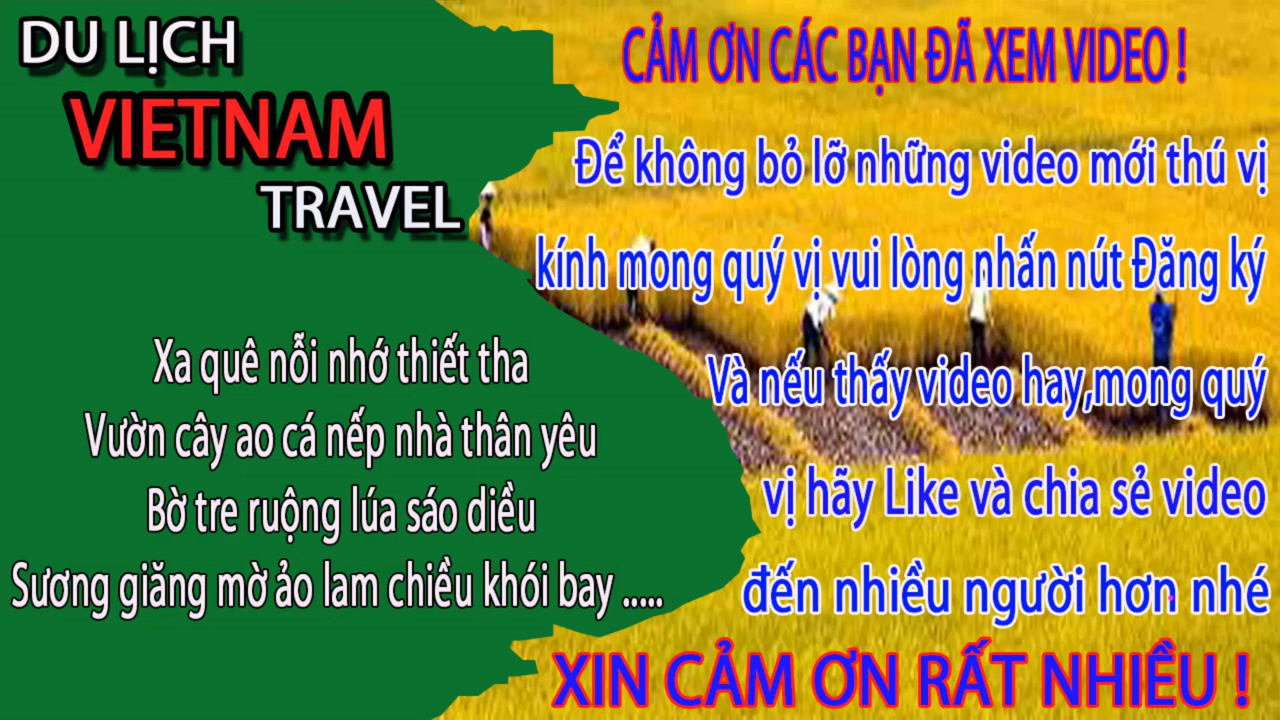 DU LỊCH
VIETNAM
TRAVEL
Xa quê nỗi nhớ thiết tha
Vườn cây ao cá nếp nhà thân yêu
Bờ tre ruộng lúa sáo diều
Sương giăng mờ ảo lam chiều khói bay .....
CẢM ƠN CÁC BẠN ĐÃ XEM VIDEO !
Để không bỏ lỡ những video mới thú vị
kính mong quý vị vui lòng nhấn nút Đăng ký
Và nếu thấy video hay,mong quý
vị hãy Like và chia sẻ video
đến nhiều người hơn nhé
XIN CẢM ƠN RẤT NHIỀU !